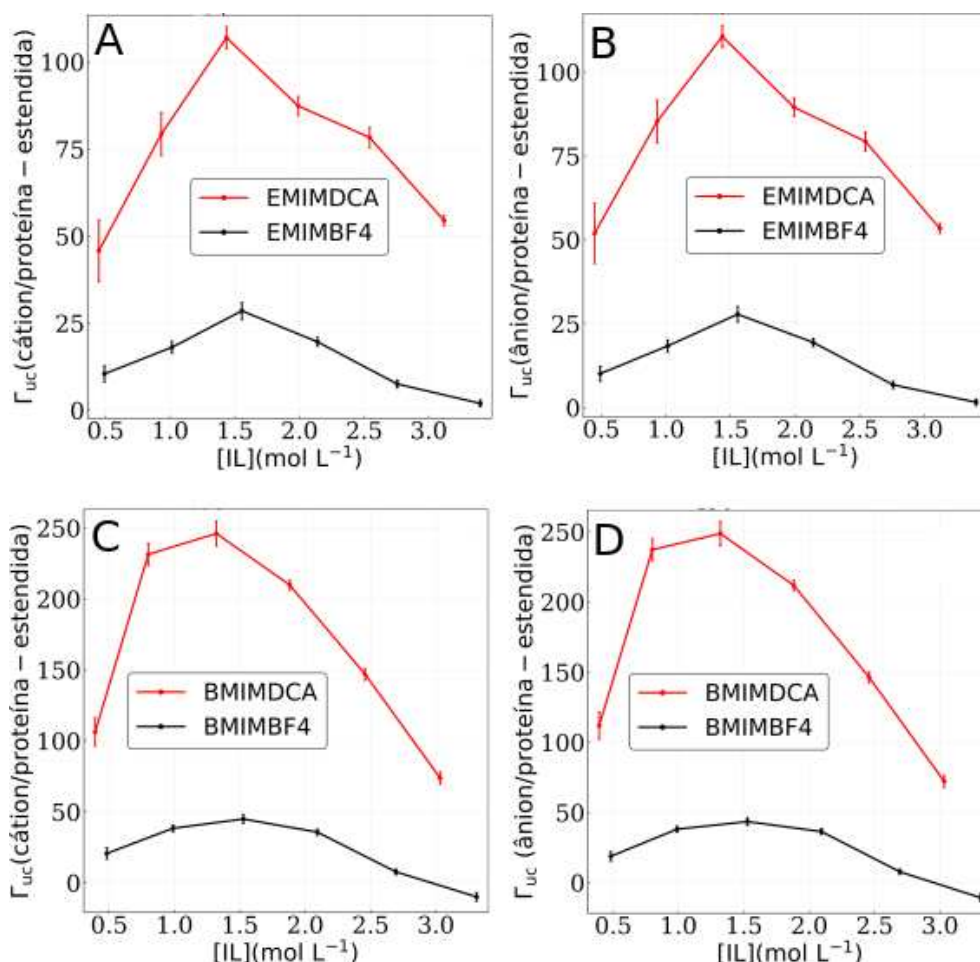 A
Γuc(cátion/proteína − estendida)
100
75
50
25
0
EMIMDCA
EMIMBF4
0.5 1.0 1.5 2.0 2.5 3.0
[IL](mol L⁻¹)
B
Γuc(ânion/proteína − estendida)
100
75
50
25
0
EMIMDCA
EMIMBF4
0.5 1.0 1.5 2.0 2.5 3.0
[IL](mol L⁻¹)
C
Γuc(cátion/proteína − estendida)
250
200
150
100
50
0
BMIMDCA
BMIMBF4
0.5 1.0 1.5 2.0 2.5 3.0
[IL](mol L⁻¹)
D
Γuc (ânion/proteína − estendida)
250
200
150
100
50
0
BMIMDCA
BMIMBF4
0.5 1.0 1.5 2.0 2.5 3.0
[IL](mol L⁻¹)